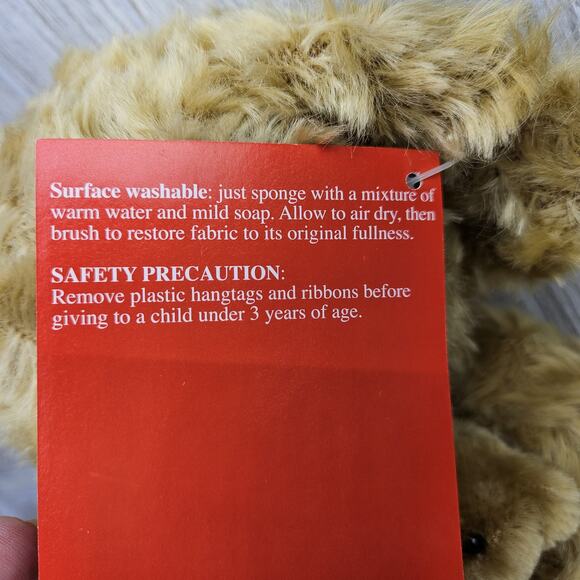 Surface washable: just sponge with a mixture of
warm water and mild soap. Allow to air dry, then
brush to restore fabric to its original fullness.
SAFETY PRECAUTION:
Remove plastic hangtags and ribbons before
giving to a child under 3 years of age.